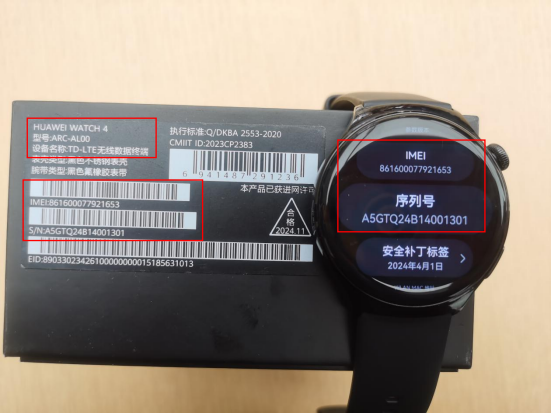 HUAWEI WATCH 4
型号:ARC-AL00
设备名称:TD-LTE无线数据终端
表壳类型:黑色不锈钢表壳
腕带类型:黑色氟橡胶表带
IMEI:861600077921653
S/N:A5GTQ24B14001301
EID:89033023426100000000015185631013
执行标准:Q/DKBA 2553-2020
CMIIT ID:2023CP2383
6 941487 291236
本产品已获进网许可
合格
2024.11
IMEI
861600077921653
序列号
A5GTQ24B14001301
安全补丁标签
2024年4月1日